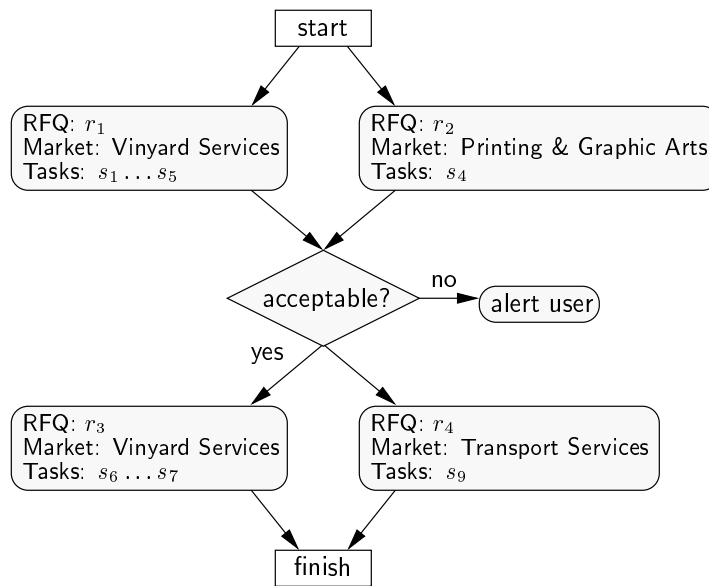 start
RFQ: r₁
Market: Vinyard Services
Tasks: s₁ … s₅
RFQ: r₂
Market: Printing & Graphic Arts
Tasks: s₄
acceptable?
no
alert user
yes
RFQ: r₃
Market: Vinyard Services
Tasks: s₆ … s₇
RFQ: r₄
Market: Transport Services
Tasks: s₉
finish